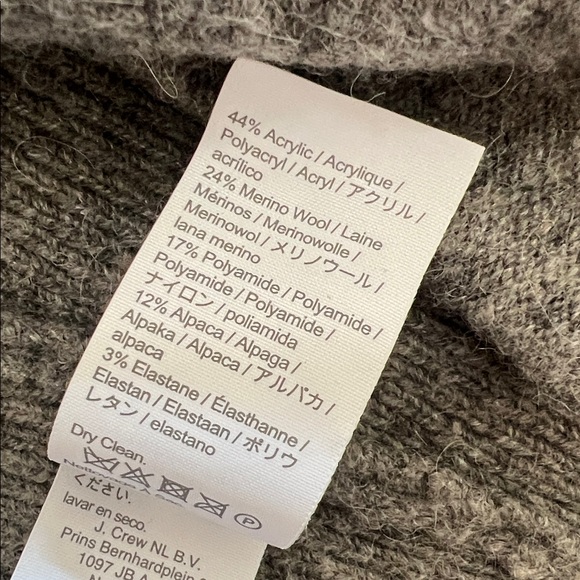 44% Acrylic / Acrylique /
Polyacryl / Acryl / アクリル /
acrílico
24% Merino Wool / Laine
Mérinos / Merinowolle /
Merinowol / メリノウール /
lana merino
17% Polyamide / Polyamide /
Polyamide / Polyamide /
ナイロン / poliamida
12% Alpaca / Alpaga /
Alpaka / Alpaca / アルパカ /
alpaca
3% Elastane / Élasthanne /
Elastan / Elastaan / ポリウ
レタン / elastano
Dry Clean.
P
ください.
lavar en seco.
J. Crew NL B.V.
Prins Bernhardplein
1097 JB A